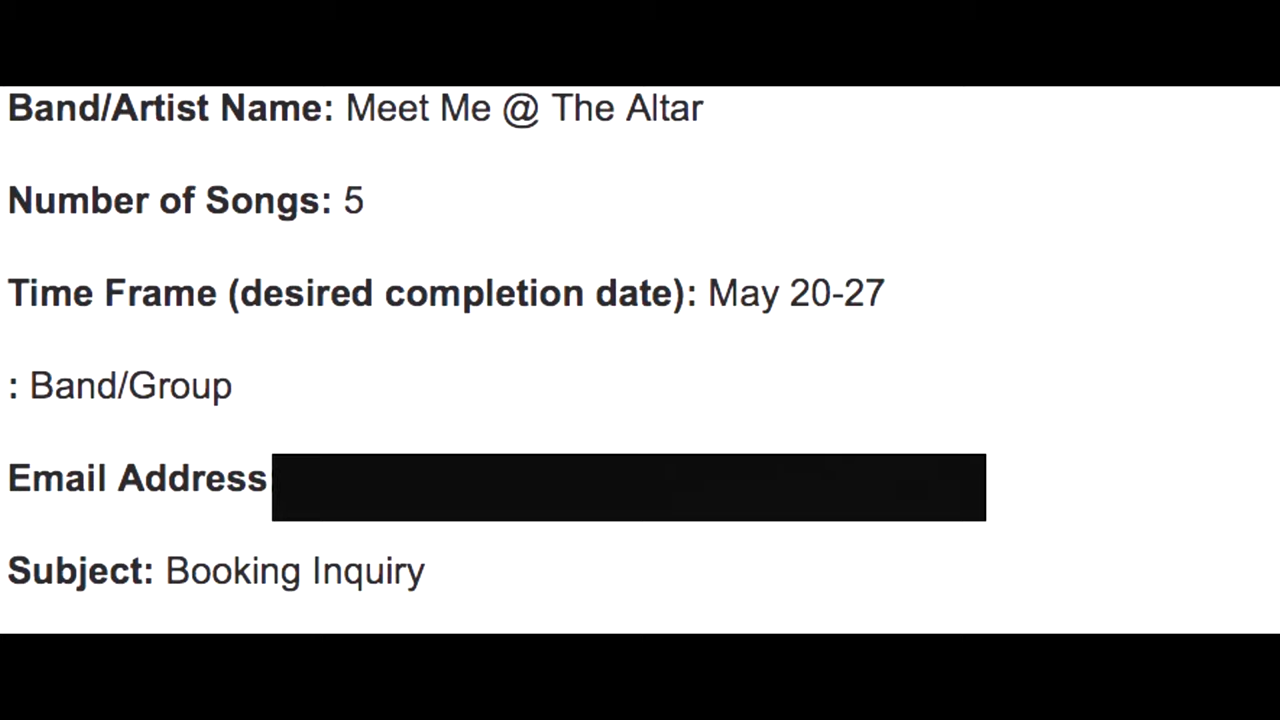 Band/Artist Name: Meet Me @ The Altar
Number of Songs: 5
Time Frame (desired completion date): May 20-27
: Band/Group
Email Address
Subject: Booking Inquiry